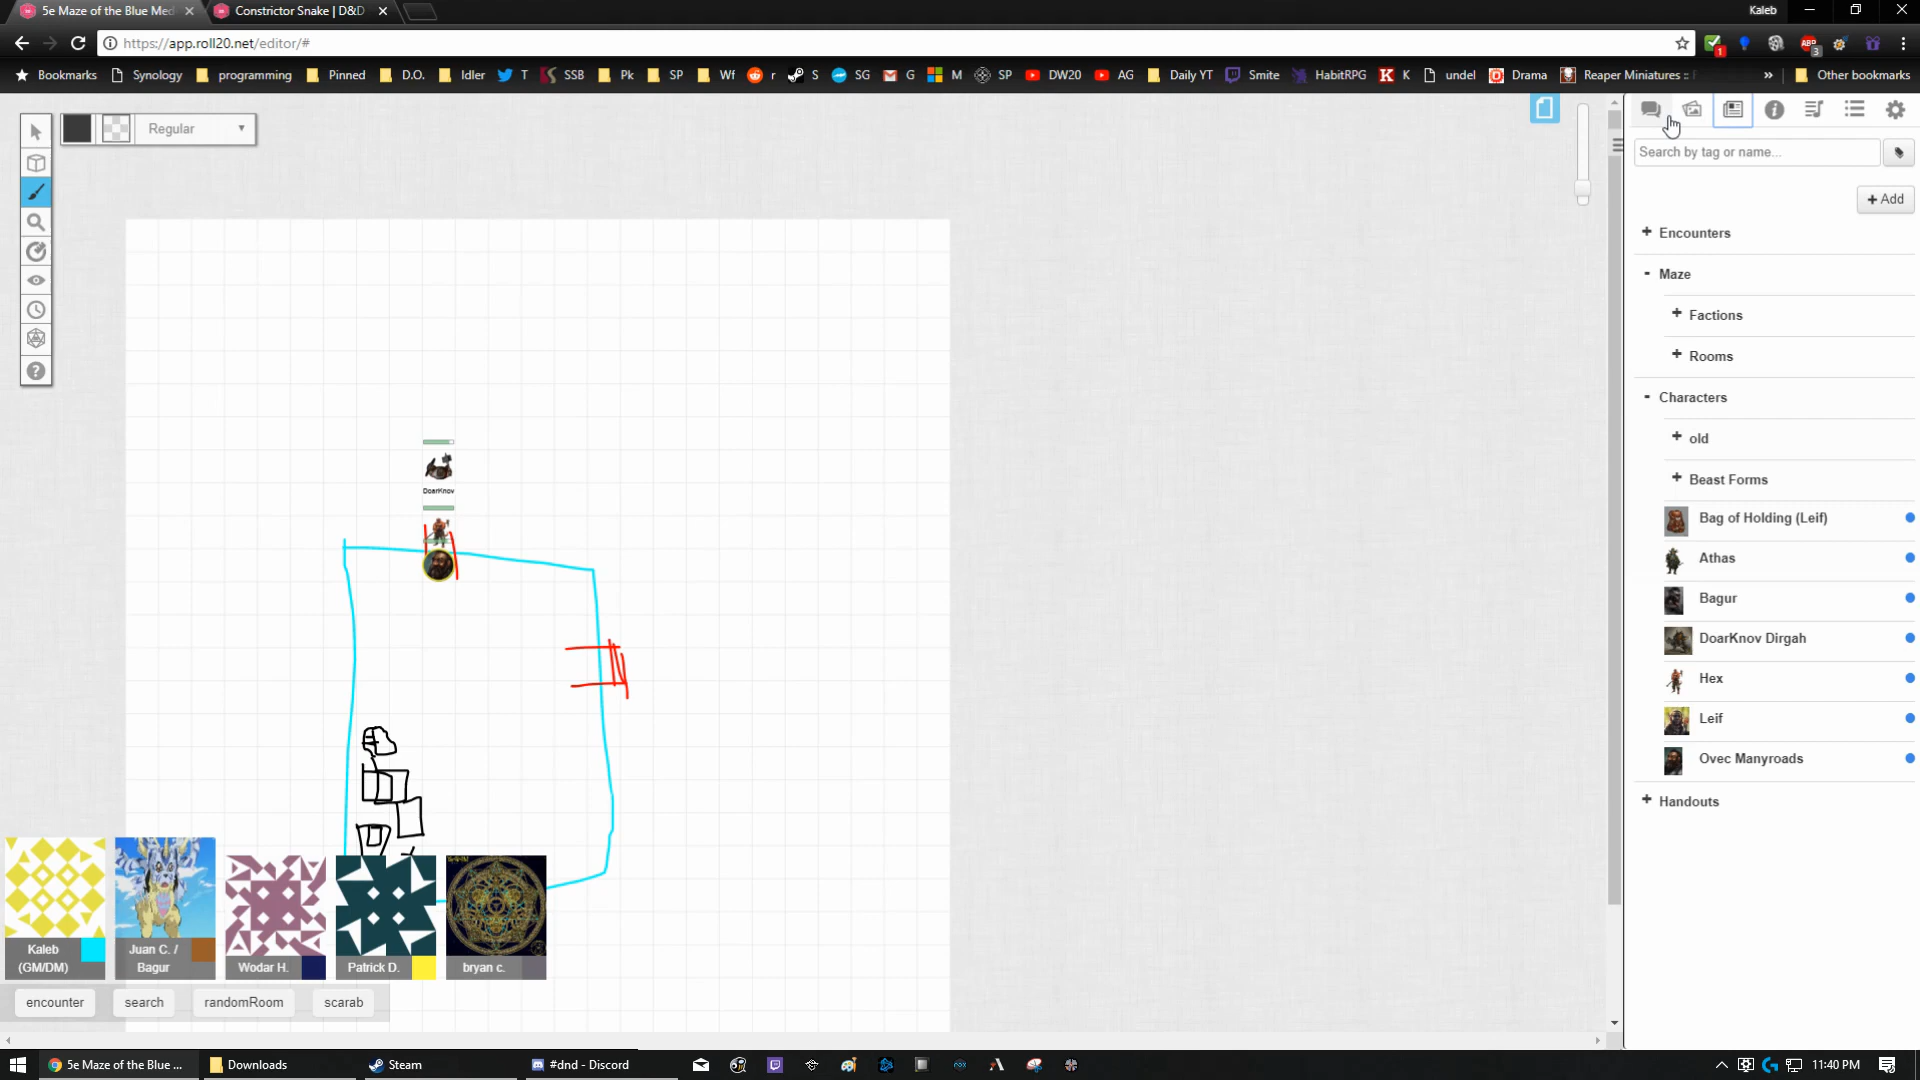 5e Maze of the Blue Med
Constrictor Snake | D&D
Kaleb
https://app.roll20.net/editor/#
Bookmarks
Synology
programming
Pinned
D.O.
Idler
T
SSB
Pk
SP
Wf
r
S
SG
G
M
SP
DW20
AG
Daily YT
Smite
HabitRPG
K
undel
Drama
Reaper Miniatures ::
»
Other bookmarks
Regular
Search by tag or name...
+ Add
+ Encounters
- Maze
+ Factions
+ Rooms
- Characters
+ old
+ Beast Forms
Bag of Holding (Leif)
Athas
Bagur
DoarKnov Dirgah
Hex
Leif
Ovec Manyroads
+ Handouts
DoarKnov
Kaleb
(GM/DM)
Juan C. /
Bagur
Wodar H.
Patrick D.
bryan c.
encounter
search
randomRoom
scarab
5e Maze of the Blue ...
Downloads
Steam
#dnd - Discord
11:40 PM